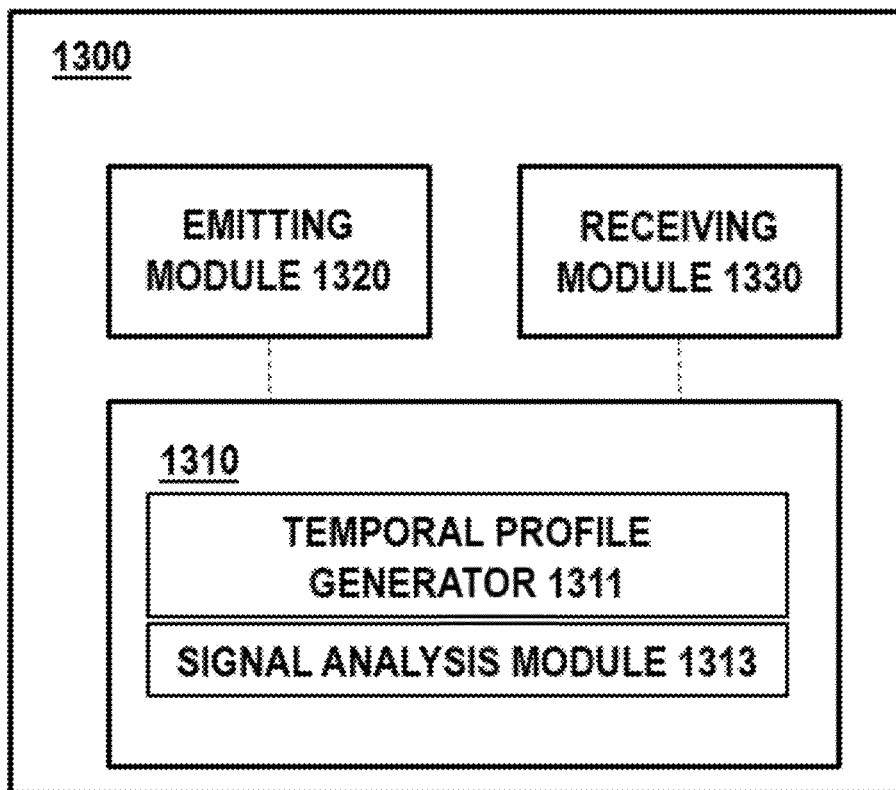 1300
EMITTING
MODULE 1320
RECEIVING
MODULE 1330
1310
TEMPORAL PROFILE
GENERATOR 1311
SIGNAL ANALYSIS MODULE 1313